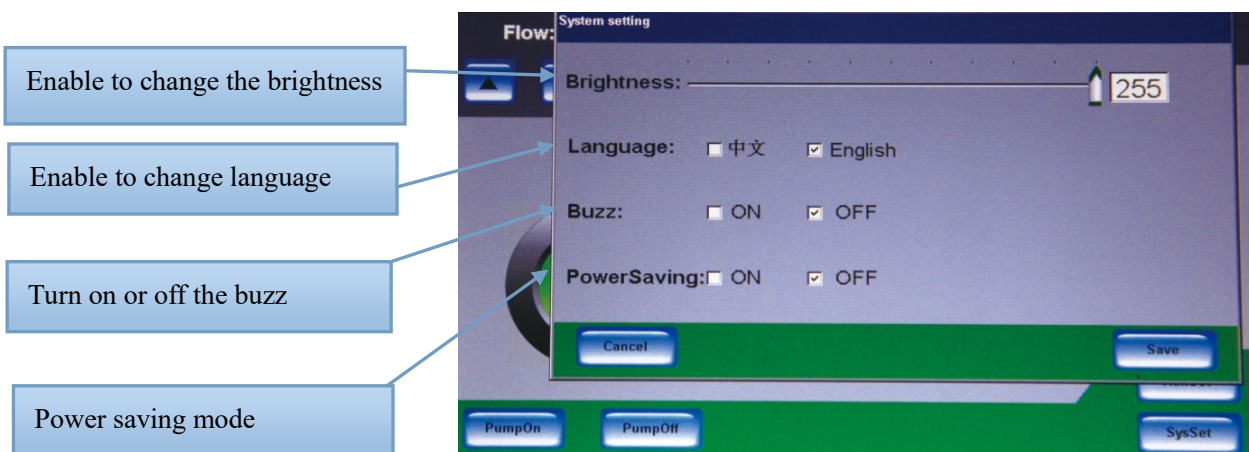 Enable to change the brightness
Enable to change language
Turn on or off the buzz
Power saving mode
Flow:
System setting
Brightness: 255
Language: 中文 English
Buzz: ON OFF
PowerSaving: ON OFF
Cancel Save
PumpOn PumpOff SysSet